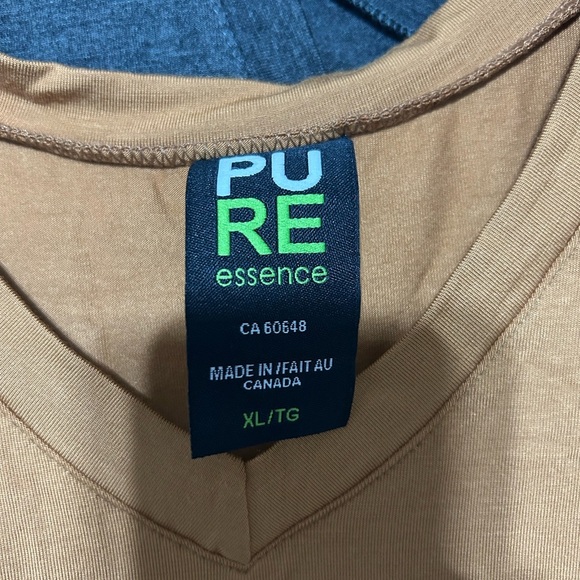 PU
RE
essence
CA 60648
MADE IN/FAIT AU
CANADA
XL/TG